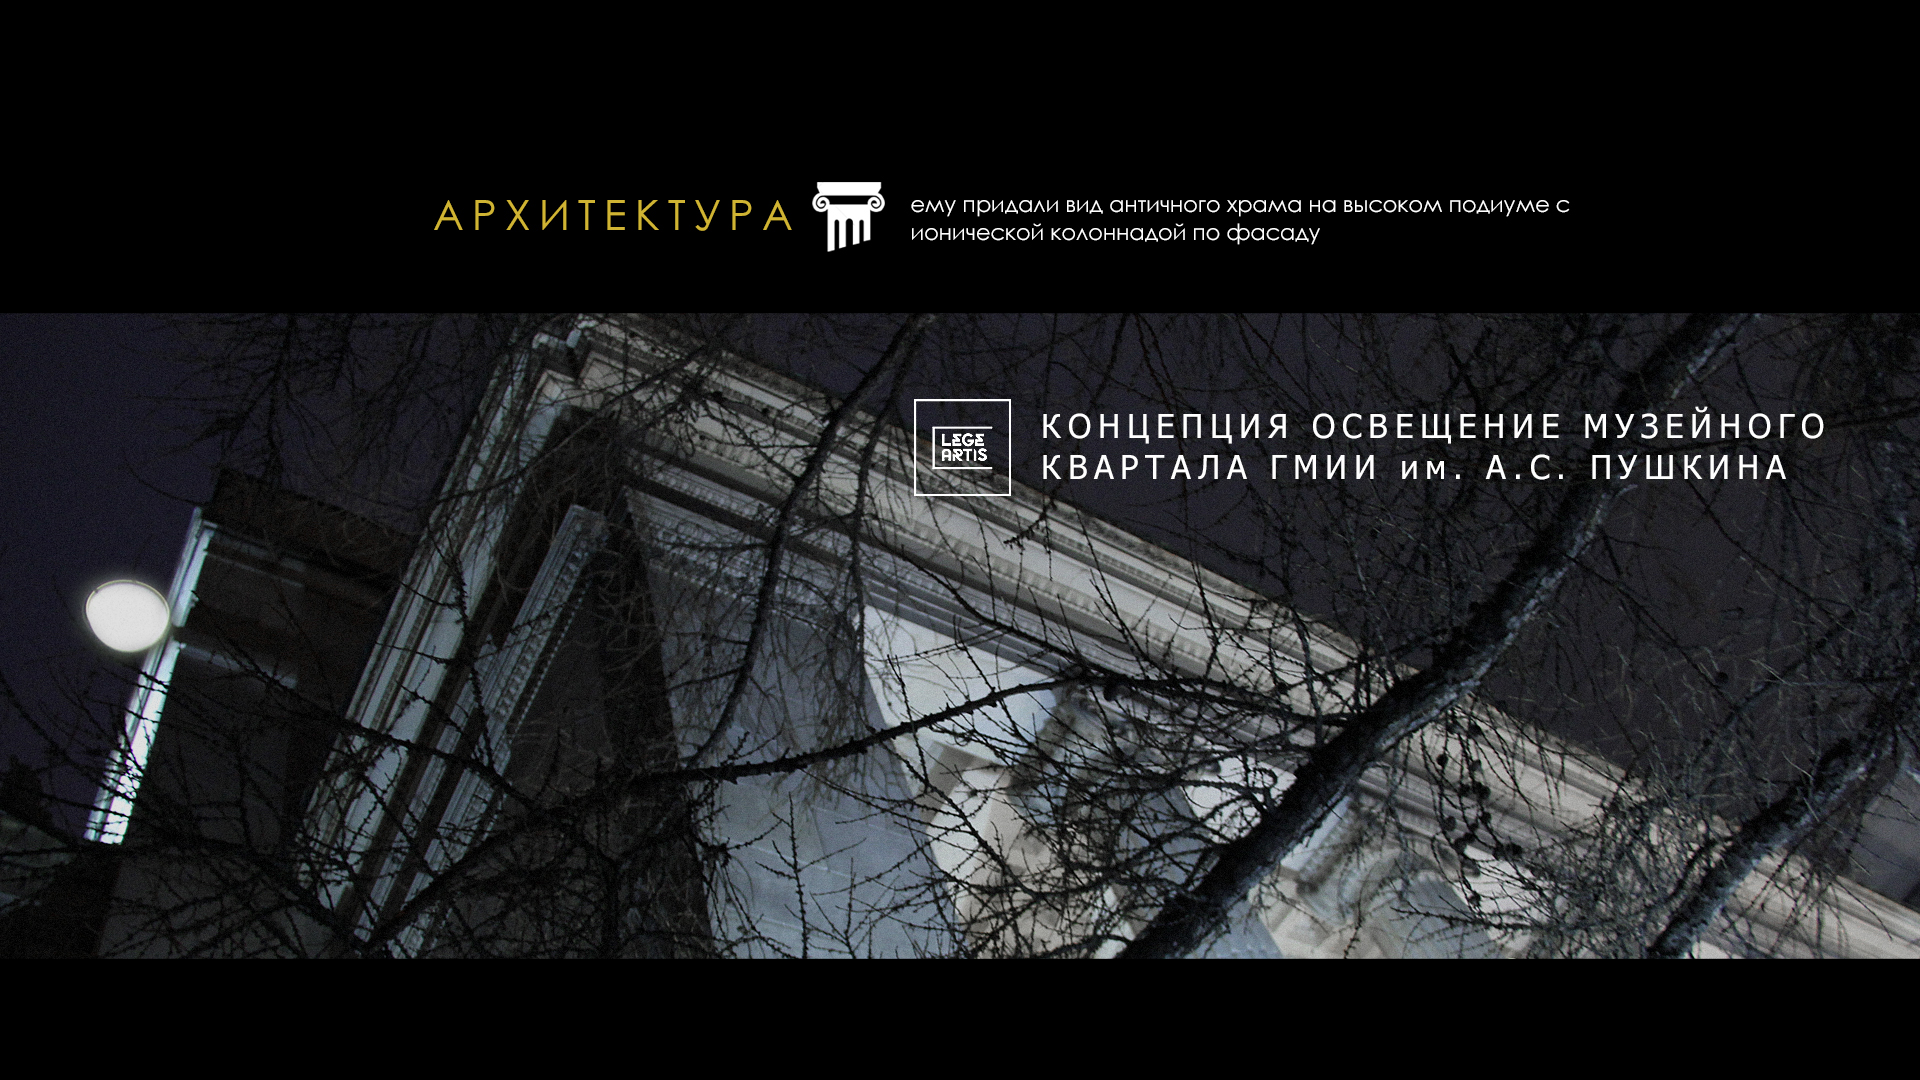 АРХИТЕКТУРА
ему придали вид античного храма на высоком подиуме с
ионической колоннадой по фасаду
LEGE
ARTIS
КОНЦЕПЦИЯ ОСВЕЩЕНИЕ МУЗЕЙНОГО
КВАРТАЛА ГМИИ им. А.С. ПУШКИНА